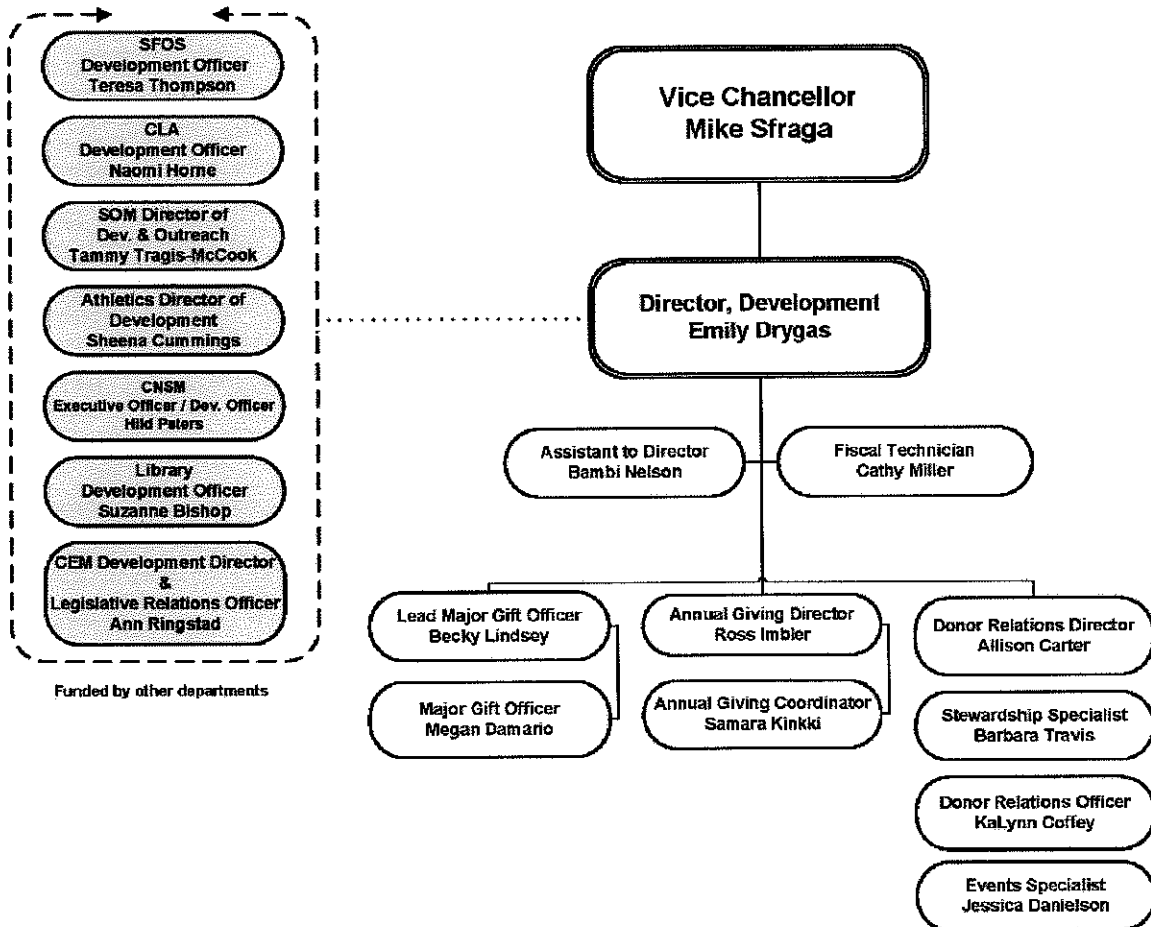 SFOS
Development Officer
Teresa Thompson
CLA
Development Officer
Naomi Horne
SOM Director of
Dev. & Outreach
Tammy Tragis-McCook
Athletics Director of
Development
Sheena Cummings
CNSM
Executive Officer / Dev. Officer
Hild Peters
Library
Development Officer
Suzanne Bishop
CEM Development Director
&
Legislative Relations Officer
Ann Ringstad
Funded by other departments
Vice Chancellor
Mike Sfraga
Director, Development
Emily Drygas
Assistant to Director
Bambi Nelson
Fiscal Technician
Cathy Miller
Lead Major Gift Officer
Becky Lindsey
Major Gift Officer
Megan Damario
Annual Giving Director
Ross Imbler
Annual Giving Coordinator
Samara Kinkki
Donor Relations Director
Allison Carter
Stewardship Specialist
Barbara Travis
Donor Relations Officer
KaLynn Coffey
Events Specialist
Jessica Danielson